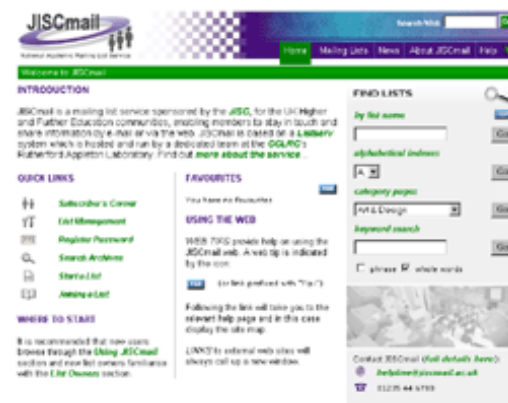 JISCmail
National Academic Mailing List Service
Search Web
Home Mailing Lists News About JISCmail Help
Welcome to JISCmail
INTRODUCTION
JISCmail is a mailing list service sponsored by the JISC, for the UK Higher
and Further Education communities, enabling members to stay in touch and
share information by e-mail or via the web. JISCmail is based on a Listserv
system which is hosted and run by a dedicated team at the CCLRC's
Rutherford Appleton Laboratory. Find out more about the service.
QUICK LINKS
Subscriber's Corner
List Management
Register Password
Search Archives
Start a List
Joining a List
WHERE TO START
It is recommended that new users
browse through the Using JISCmail
section and new list owners familiarise
with the List Owners section.
FAVOURITES
You have no favourites
USING THE WEB
WEB TIPS provide help on using the
JISCmail web. A web tip is indicated
by the icon:
(or link prefixed with "Tip:")
Following the link will take you to the
relevant help page and in this case
display the site map.
LINKS to external web sites will
always call up a new window.
FIND LISTS
by list name
Go
alphabetical indexes
A
Go
category pages
Art & Design
Go
keyword search
Go
phrase whole words
Contact JISCmail (full details here):
helpline@jiscmail.ac.uk